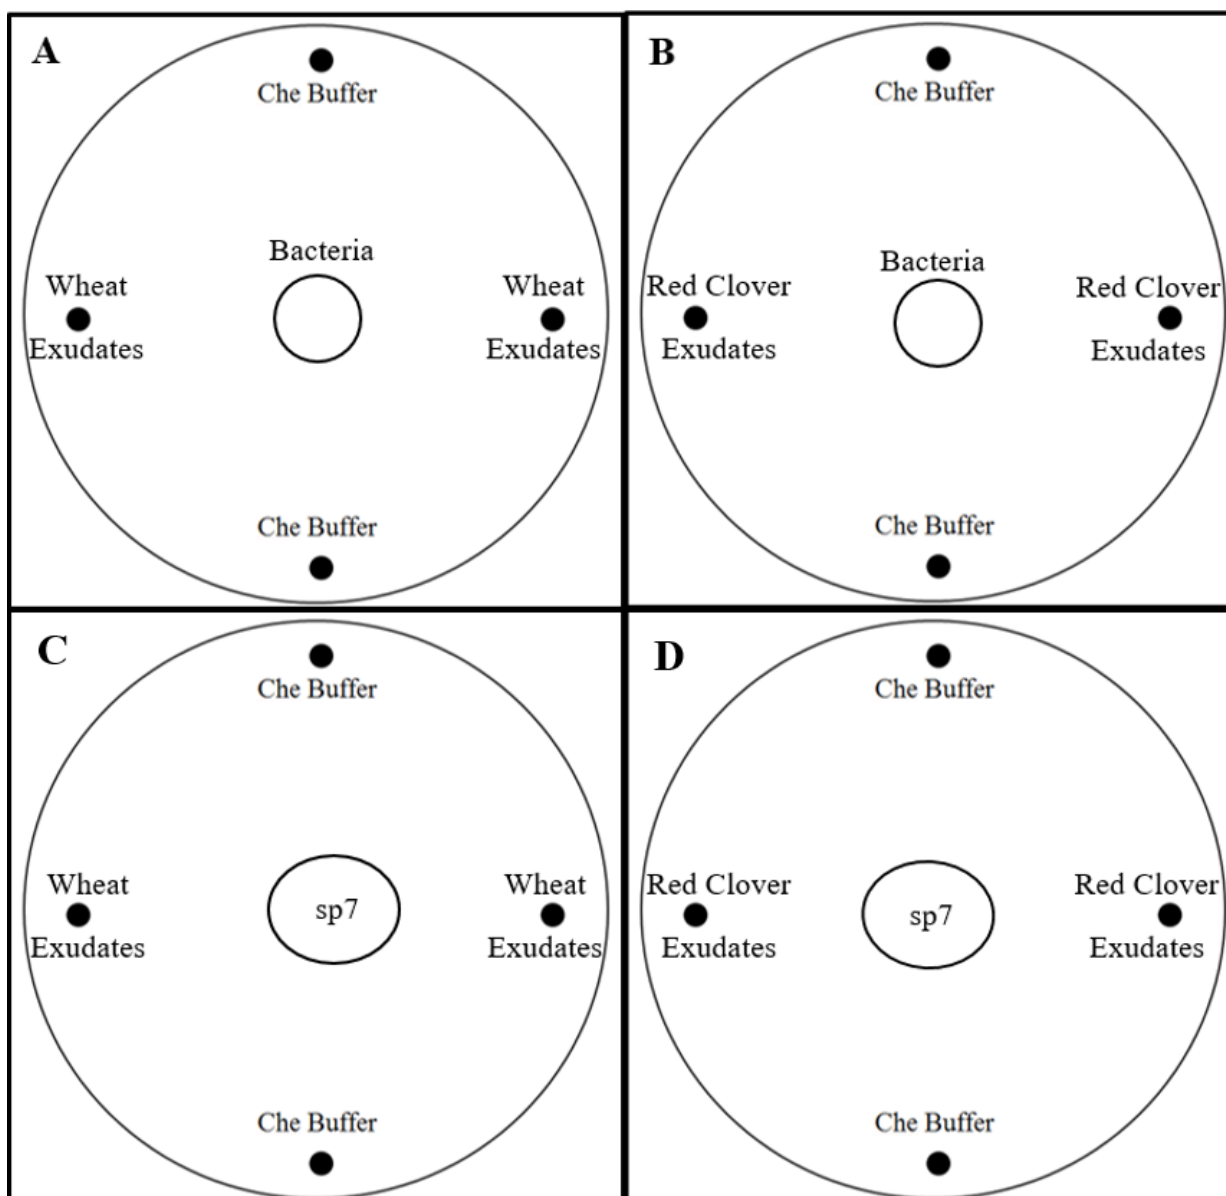 A
Che Buffer
Bacteria
Wheat
Exudates
Wheat
Exudates
Che Buffer
B
Che Buffer
Bacteria
Red Clover
Exudates
Red Clover
Exudates
Che Buffer
C
Che Buffer
Wheat
Exudates
sp7
Wheat
Exudates
Che Buffer
D
Che Buffer
Red Clover
Exudates
sp7
Red Clover
Exudates
Che Buffer